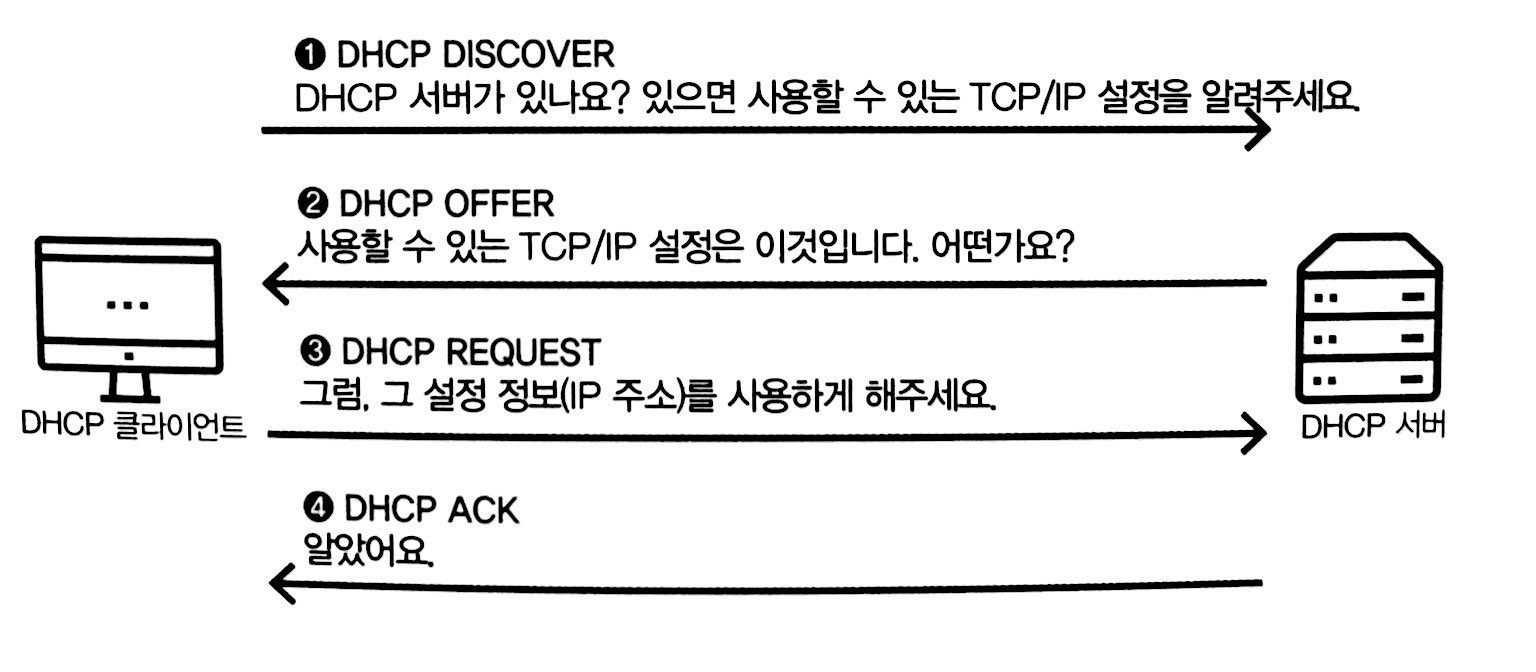 ❶ DHCP DISCOVER
DHCP 서버가 있나요? 있으면 사용할 수 있는 TCP/IP 설정을 알려주세요.
❷ DHCP OFFER
사용할 수 있는 TCP/IP 설정은 이것입니다. 어떤가요?
❸ DHCP REQUEST
그럼, 그 설정 정보(IP 주소)를 사용하게 해주세요.
DHCP 클라이언트
DHCP 서버
❹ DHCP ACK
알았어요.